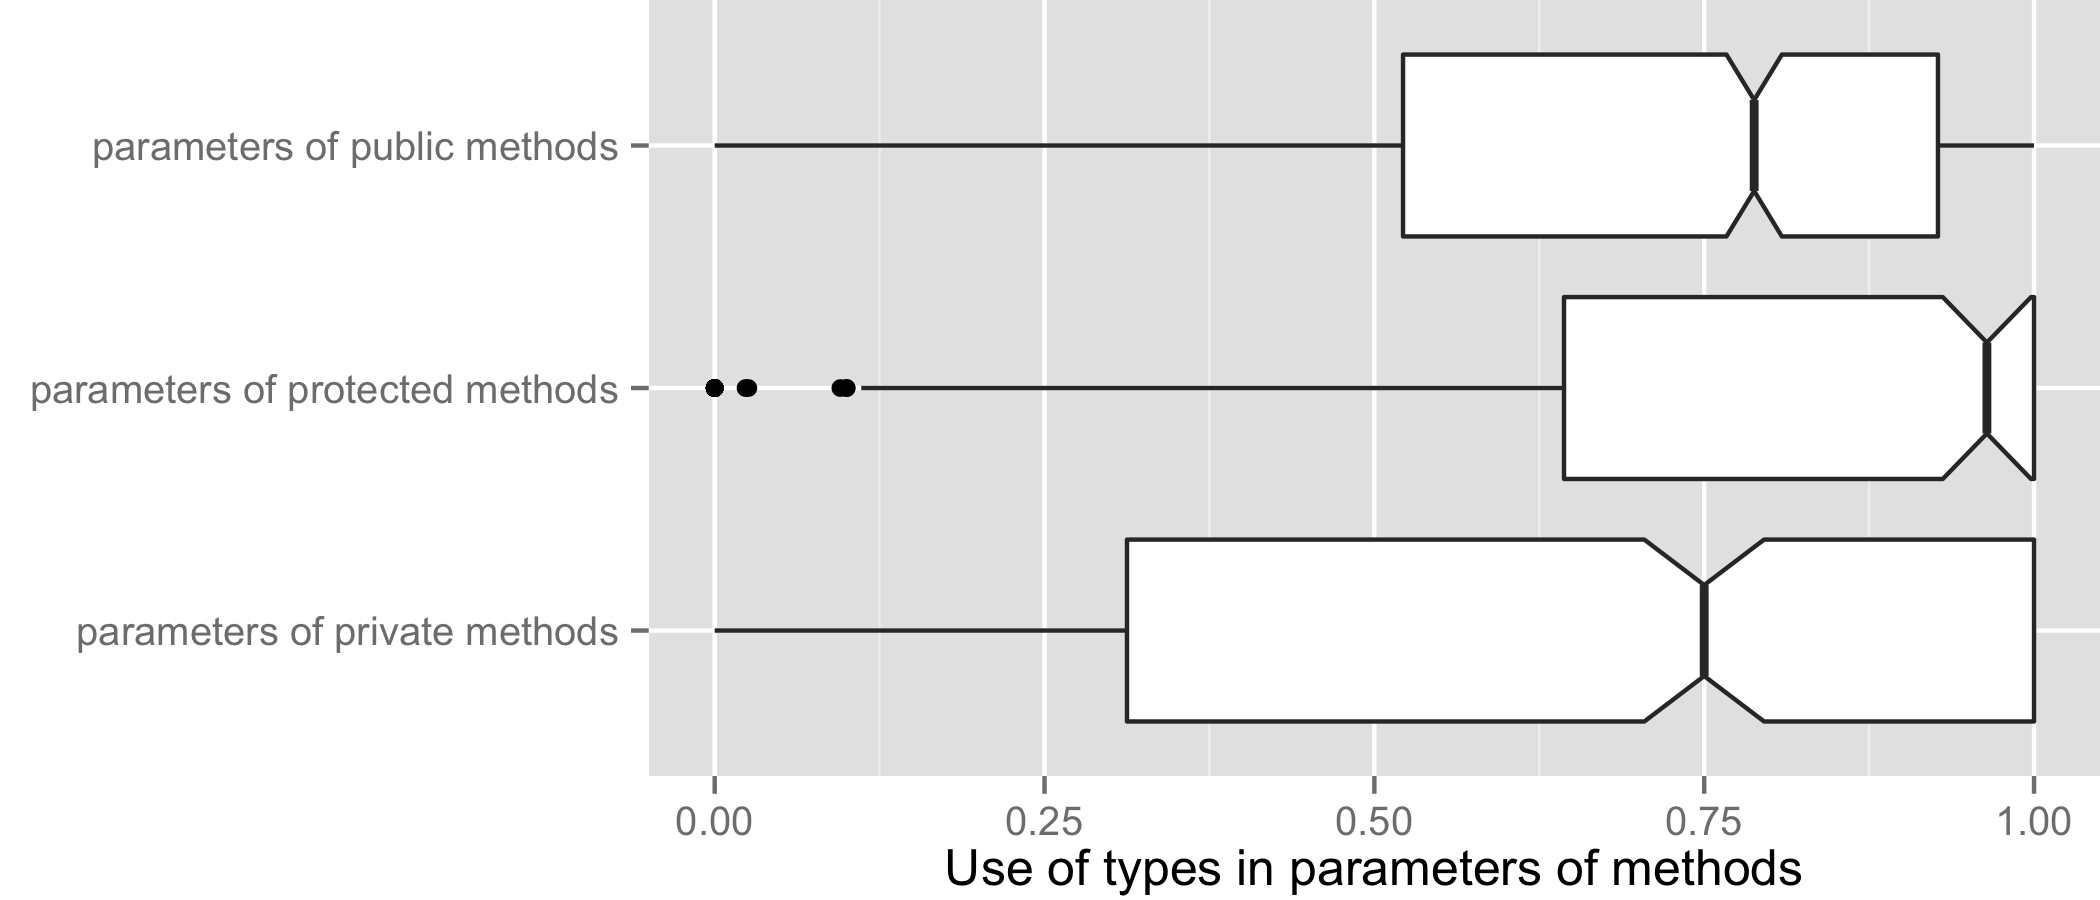 parameters of public methods
parameters of protected methods
parameters of private methods
0.00 0.25 0.50 0.75 1.00
Use of types in parameters of methods